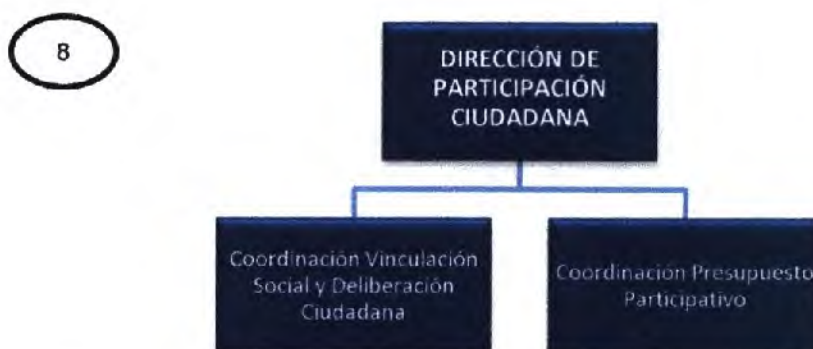 8
DIRECCIÓN DE
PARTICIPACIÓN
CIUDADANA
Coordinación Vinculación
Social y Deliberación
Ciudadana
Coordinación Presupuesto
Participativo